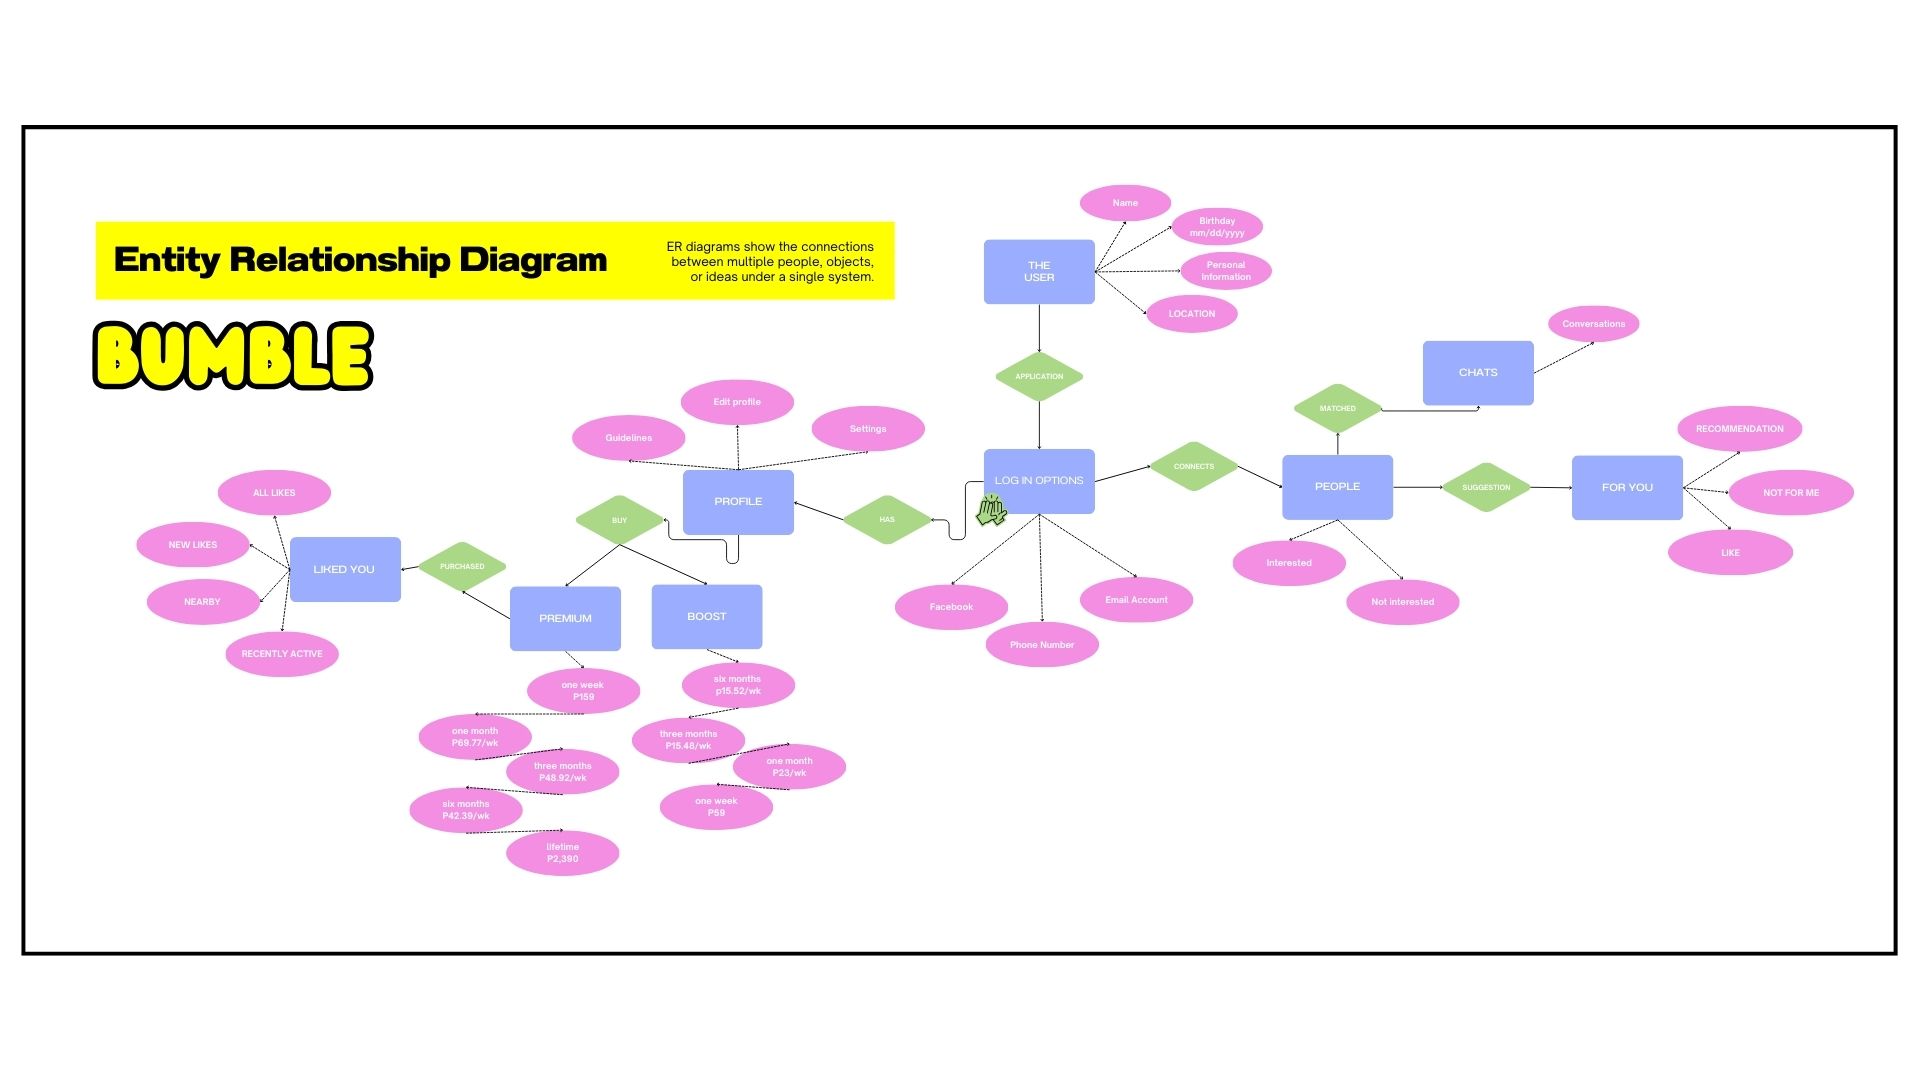 Entity Relationship Diagram
ER diagrams show the connections
between multiple people, objects,
or ideas under a single system.
BUMBLE
Name
Birthday
mm/dd/yyyy
THE
USER
Personal
Information
LOCATION
APPLICATION
Conversations
CHATS
MATCHED
Edit profile
Guidelines
Settings
RECOMMENDATION
LOG IN OPTIONS
CONNECTS
PEOPLE
SUGGESTION
FOR YOU
NOT FOR ME
LIKE
PROFILE
HAS
BUY
ALL LIKES
NEW LIKES
LIKED YOU
PURCHASED
NEARBY
RECENTLY ACTIVE
PREMIUM
BOOST
Facebook
Phone Number
Email Account
Interested
Not interested
one week
P159
one month
P69.77/wk
three months
P48.92/wk
six months
P42.39/wk
lifetime
P2,390
six months
p15.52/wk
three months
P15.48/wk
one month
P23/wk
one week
P59